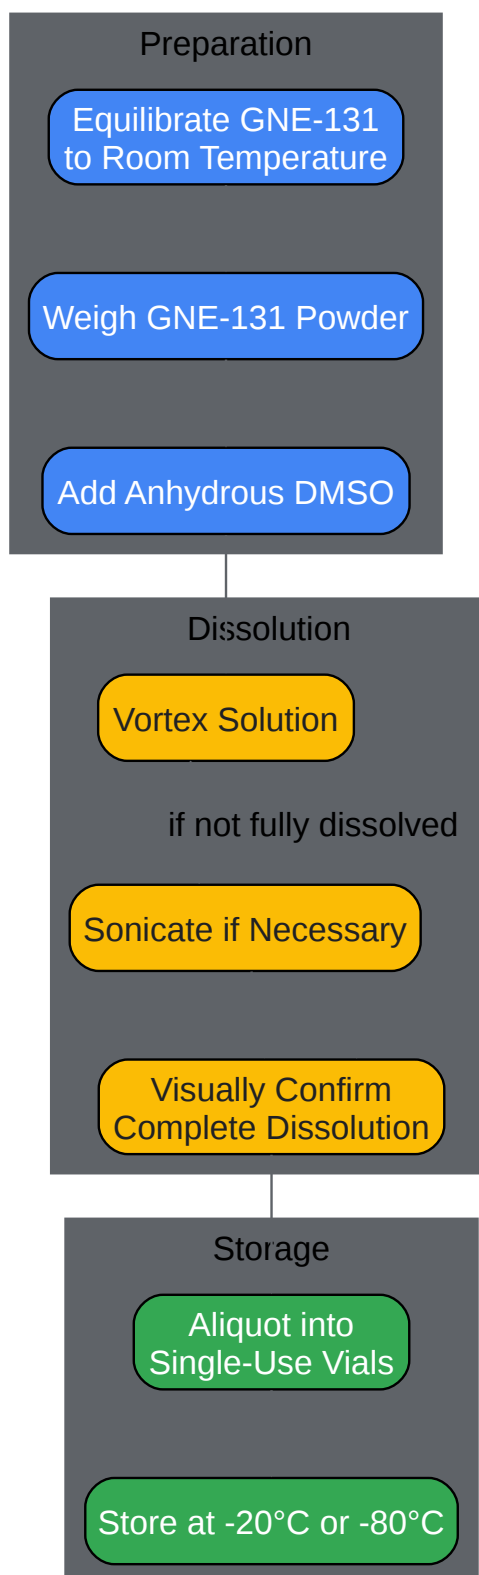 Preparation
Equilibrate GNE-131
to Room Temperature
Weigh GNE-131 Powder
Add Anhydrous DMSO
Dissolution
Vortex Solution
if not fully dissolved
Sonicate if Necessary
Visually Confirm
Complete Dissolution
Storage
Aliquot into
Single-Use Vials
Store at -20°C or -80°C